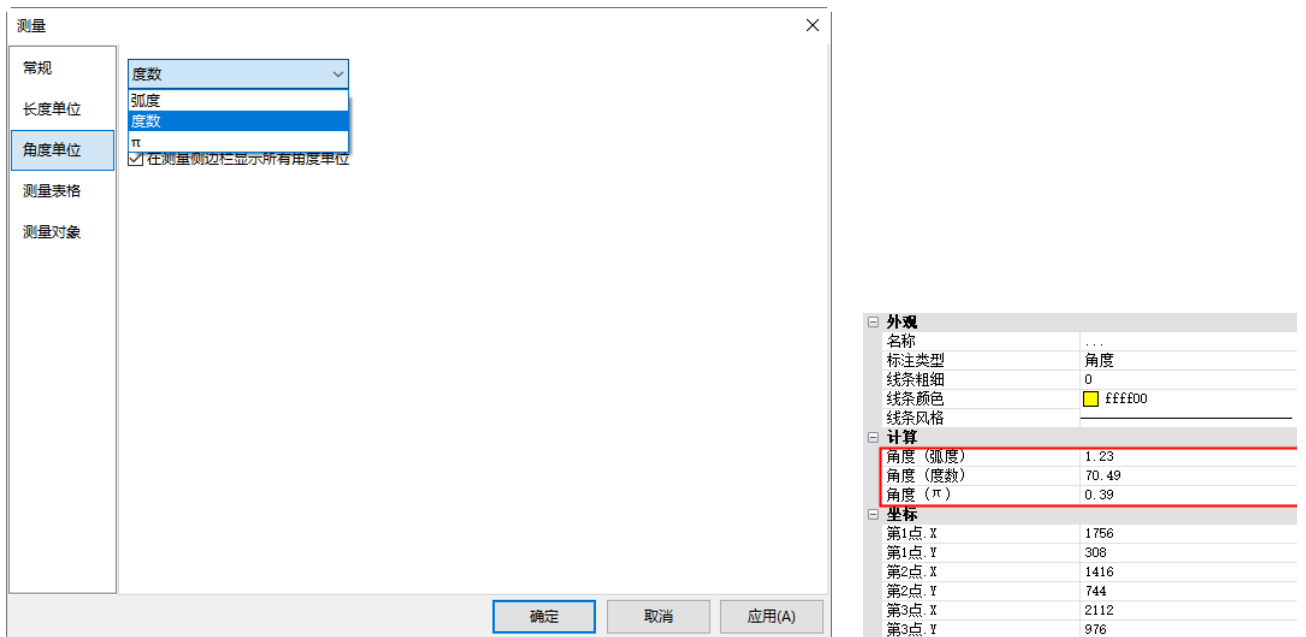 测量
常规
长度单位
角度单位
测量表格
测量对象
度数
弧度
度数
π
在测量侧边栏显示所有角度单位
确定
取消
应用(A)
外观
名称 ...
标注类型 角度
线条粗细 0
线条颜色 ffff00
线条风格
计算
角度 (弧度) 1.23
角度 (度数) 70.49
角度 (π) 0.39
坐标
第1点.X 1756
第1点.Y 308
第2点.X 1416
第2点.Y 744
第3点.X 2112
第3点.Y 976